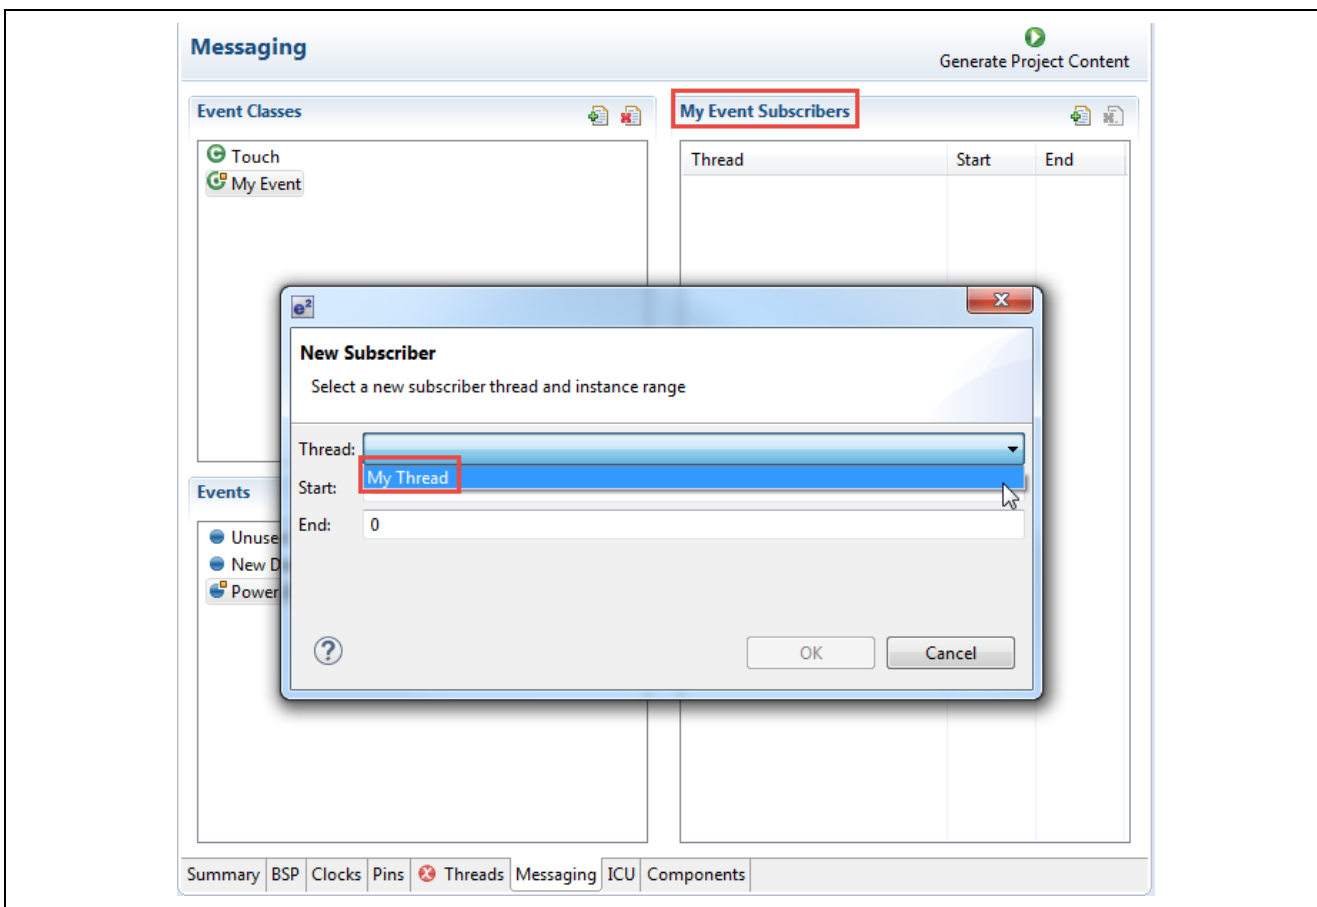 Messaging
Generate Project Content
Event Classes
My Event Subscribers
Touch
My Event
Thread
Start
End
e²
New Subscriber
Select a new subscriber thread and instance range
Thread:
My Thread
Start:
End:
0
Events
Unuse
New D
Power
?
OK
Cancel
Summary
BSP
Clocks
Pins
Threads
Messaging
ICU
Components